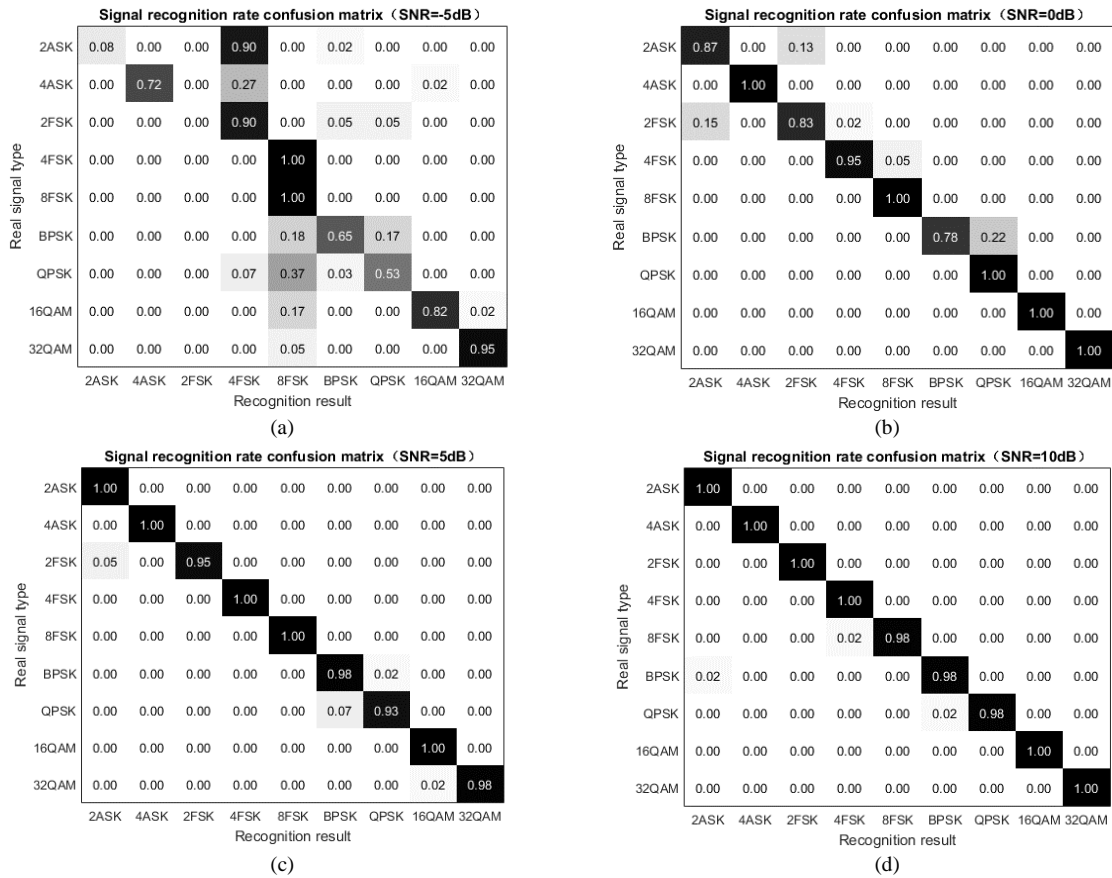 Signal recognition rate confusion matrix（SNR=-5dB）
Real signal type
2ASK 0.08 0.00 0.00 0.90 0.00 0.02 0.00 0.00 0.00
4ASK 0.00 0.72 0.00 0.27 0.00 0.00 0.00 0.02 0.00
2FSK 0.00 0.00 0.00 0.90 0.00 0.05 0.05 0.00 0.00
4FSK 0.00 0.00 0.00 0.00 1.00 0.00 0.00 0.00 0.00
8FSK 0.00 0.00 0.00 0.00 1.00 0.00 0.00 0.00 0.00
BPSK 0.00 0.00 0.00 0.00 0.18 0.65 0.17 0.00 0.00
QPSK 0.00 0.00 0.00 0.07 0.37 0.03 0.53 0.00 0.00
16QAM 0.00 0.00 0.00 0.00 0.17 0.00 0.00 0.82 0.02
32QAM 0.00 0.00 0.00 0.00 0.05 0.00 0.00 0.00 0.95
2ASK 4ASK 2FSK 4FSK 8FSK BPSK QPSK 16QAM 32QAM
Recognition result
(a)
Signal recognition rate confusion matrix（SNR=0dB）
Real signal type
2ASK 0.87 0.00 0.13 0.00 0.00 0.00 0.00 0.00 0.00
4ASK 0.00 1.00 0.00 0.00 0.00 0.00 0.00 0.00 0.00
2FSK 0.15 0.00 0.83 0.02 0.00 0.00 0.00 0.00 0.00
4FSK 0.00 0.00 0.00 0.95 0.05 0.00 0.00 0.00 0.00
8FSK 0.00 0.00 0.00 0.00 1.00 0.00 0.00 0.00 0.00
BPSK 0.00 0.00 0.00 0.00 0.00 0.78 0.22 0.00 0.00
QPSK 0.00 0.00 0.00 0.00 0.00 0.00 1.00 0.00 0.00
16QAM 0.00 0.00 0.00 0.00 0.00 0.00 0.00 1.00 0.00
32QAM 0.00 0.00 0.00 0.00 0.00 0.00 0.00 0.00 1.00
2ASK 4ASK 2FSK 4FSK 8FSK BPSK QPSK 16QAM 32QAM
Recognition result
(b)
Signal recognition rate confusion matrix（SNR=5dB）
Real signal type
2ASK 1.00 0.00 0.00 0.00 0.00 0.00 0.00 0.00 0.00
4ASK 0.00 1.00 0.00 0.00 0.00 0.00 0.00 0.00 0.00
2FSK 0.05 0.00 0.95 0.00 0.00 0.00 0.00 0.00 0.00
4FSK 0.00 0.00 0.00 1.00 0.00 0.00 0.00 0.00 0.00
8FSK 0.00 0.00 0.00 0.00 1.00 0.00 0.00 0.00 0.00
BPSK 0.00 0.00 0.00 0.00 0.00 0.98 0.02 0.00 0.00
QPSK 0.00 0.00 0.00 0.00 0.00 0.07 0.93 0.00 0.00
16QAM 0.00 0.00 0.00 0.00 0.00 0.00 0.00 1.00 0.00
32QAM 0.00 0.00 0.00 0.00 0.00 0.00 0.00 0.02 0.98
2ASK 4ASK 2FSK 4FSK 8FSK BPSK QPSK 16QAM 32QAM
Recognition result
(c)
Signal recognition rate confusion matrix（SNR=10dB）
Real signal type
2ASK 1.00 0.00 0.00 0.00 0.00 0.00 0.00 0.00 0.00
4ASK 0.00 1.00 0.00 0.00 0.00 0.00 0.00 0.00 0.00
2FSK 0.00 0.00 1.00 0.00 0.00 0.00 0.00 0.00 0.00
4FSK 0.00 0.00 0.00 1.00 0.00 0.00 0.00 0.00 0.00
8FSK 0.00 0.00 0.00 0.02 0.98 0.00 0.00 0.00 0.00
BPSK 0.02 0.00 0.00 0.00 0.00 0.98 0.00 0.00 0.00
QPSK 0.00 0.00 0.00 0.00 0.00 0.02 0.98 0.00 0.00
16QAM 0.00 0.00 0.00 0.00 0.00 0.00 0.00 1.00 0.00
32QAM 0.00 0.00 0.00 0.00 0.00 0.00 0.00 0.00 1.00
2ASK 4ASK 2FSK 4FSK 8FSK BPSK QPSK 16QAM 32QAM
Recognition result
(d)